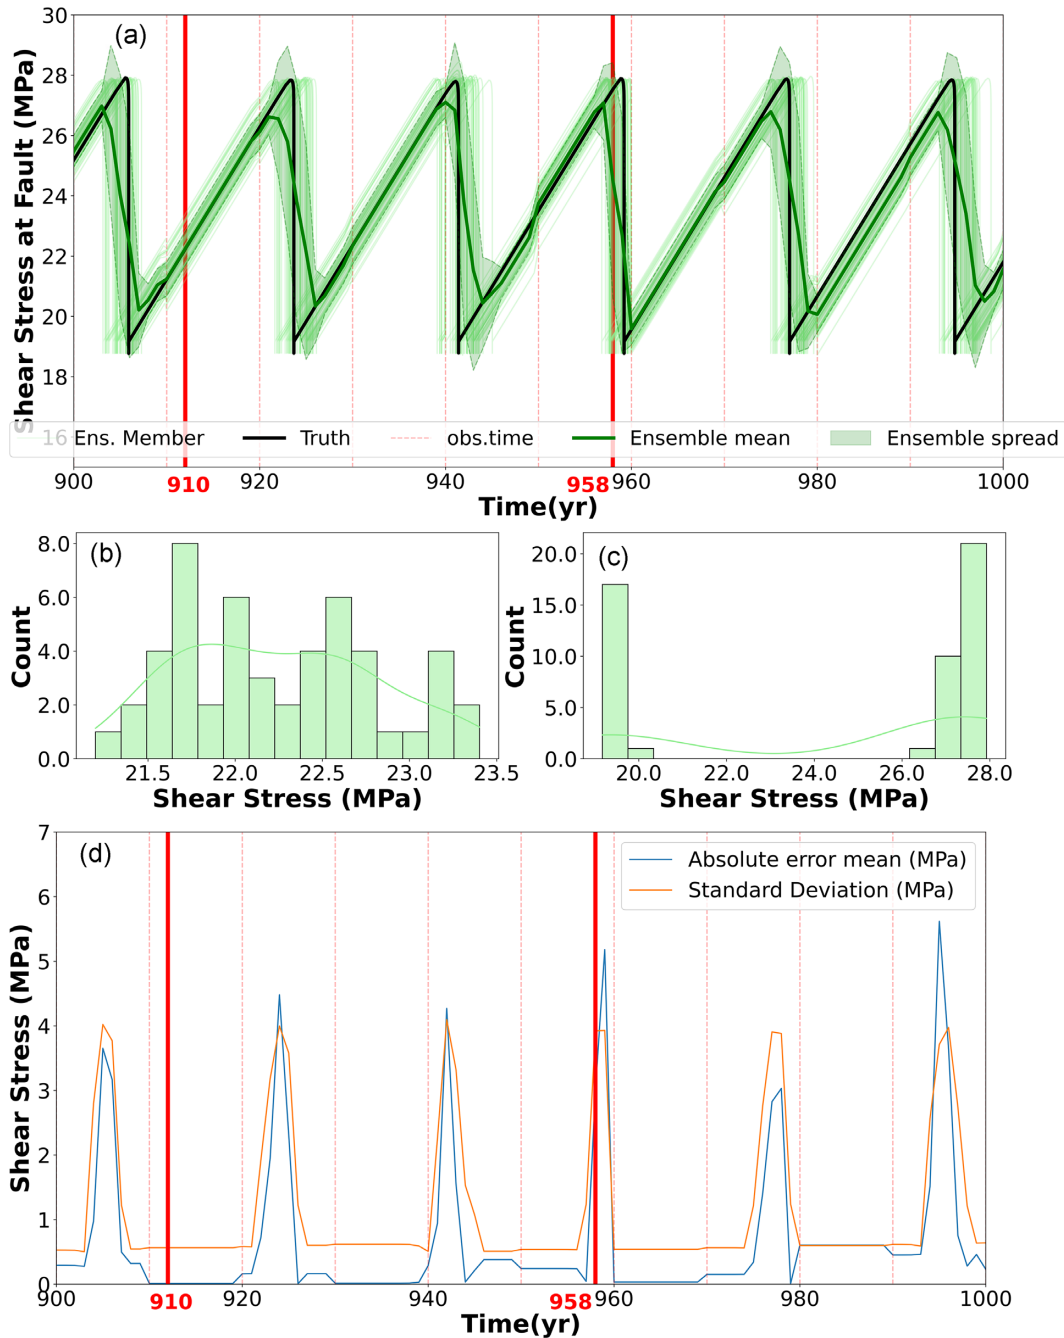 (a)
Shear Stress at Fault (MPa)
30
28
26
24
22
20
18
16
Ens. Member Truth obs.time Ensemble mean Ensemble spread
900 910 920 940 958 960 980 1000
Time(yr)
(b)
Count
8.0
6.0
4.0
2.0
0.0
21.5 22.0 22.5 23.0 23.5
Shear Stress (MPa)
(c)
Count
20.0
15.0
10.0
5.0
0.0
20.0 22.0 24.0 26.0 28.0
Shear Stress (MPa)
(d)
Shear Stress (MPa)
7
6
5
4
3
2
1
0
Absolute error mean (MPa)
Standard Deviation (MPa)
900 910 920 940 958 960 980 1000
Time(yr)